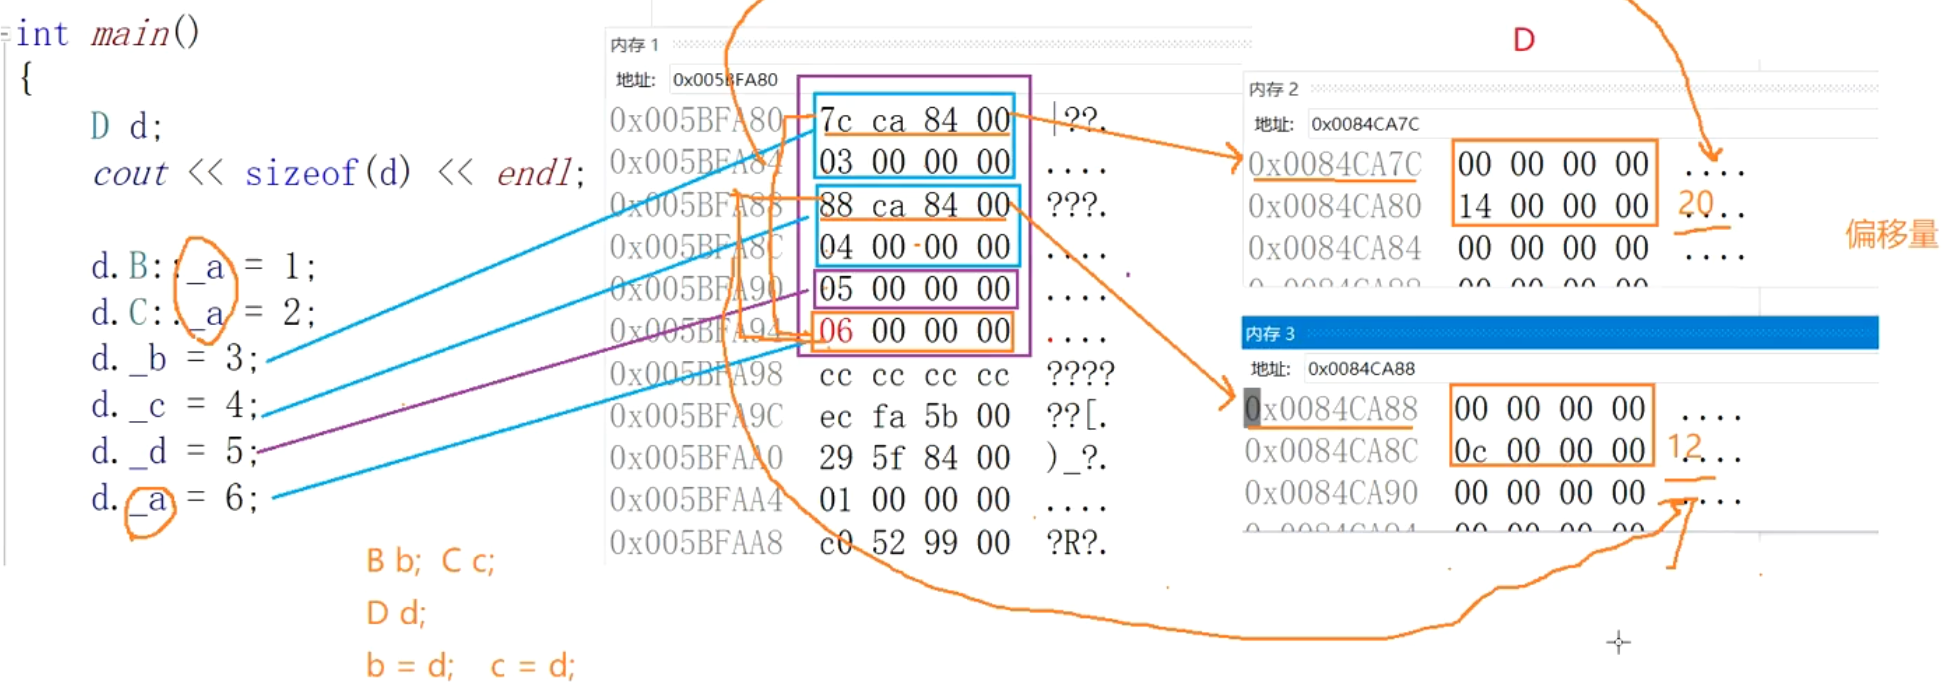 int main()
{
D d;
cout << sizeof(d) << endl;
d.B::_a = 1;
d.C::_a = 2;
d._b = 3;
d._c = 4;
d._d = 5;
d._a = 6;
B b; C c;
D d;
b = d; c = d;
内存 1
地址: 0x005BFA80
0x005BFA80 7c ca 84 00 |??.
0x005BFA84 03 00 00 00 ....
0x005BFA88 88 ca 84 00 ???.
0x005BFA8C 04 00 00 00 ....
0x005BFA90 05 00 00 00 ....
0x005BFA94 06 00 00 00 ....
0x005BFA98 cc cc cc cc ????
0x005BFA9C ec fa 5b 00 ??[.
0x005BFAA0 29 5f 84 00 )_?.
0x005BFAA4 01 00 00 00 ....
0x005BFAA8 c0 52 99 00 ?R?.
D
内存 2
地址: 0x0084CA7C
0x0084CA7C 00 00 00 00 ....
0x0084CA80 14 00 00 00 ....
20
0x0084CA84 00 00 00 00 ....
偏移量
内存 3
地址: 0x0084CA88
0x0084CA88 00 00 00 00 ....
0x0084CA8C 0c 00 00 00 ....
12
0x0084CA90 00 00 00 00 ....